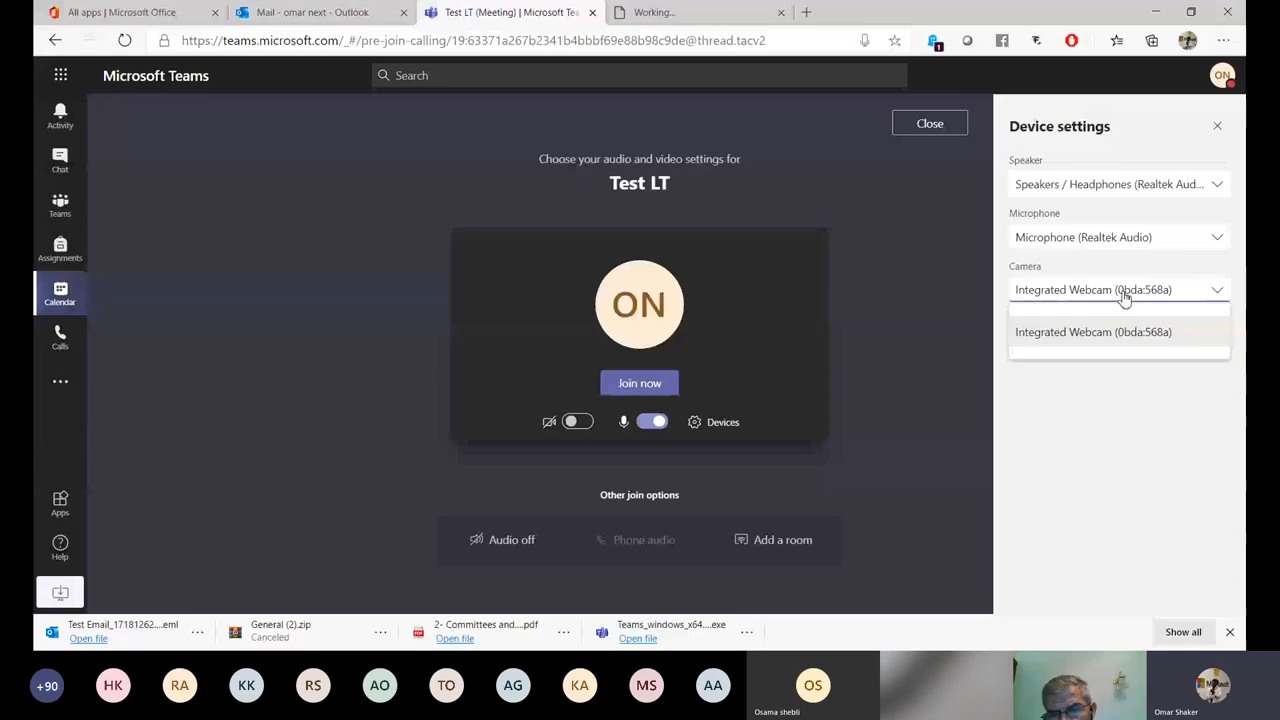 All apps | Microsoft Office
Mail - omar next - Outlook
Test LT (Meeting) | Microsoft Tea
Working...
https://teams.microsoft.com/_#/pre-join-calling/19:63371a267b2341b4bbbf69e88b98c9de@thread.tacv2
1
Microsoft Teams
Search
ON
Activity
Chat
Teams
Assignments
Calendar
Calls
Apps
Help
Close
Choose your audio and video settings for
Test LT
ON
Join now
Devices
Other join options
Audio off
Phone audio
Add a room
Device settings
Speaker
Speakers / Headphones (Realtek Aud...
Microphone
Microphone (Realtek Audio)
Camera
Integrated Webcam (0bda:568a)
Integrated Webcam (0bda:568a)
Test Email_17181262....eml
Open file
General (2).zip
Canceled
2- Committees and....pdf
Open file
Teams_windows_x64....exe
Open file
Show all
+90
HK
RA
KK
RS
AO
TO
AG
KA
MS
AA
OS
Osama shebli
Omar Shaker